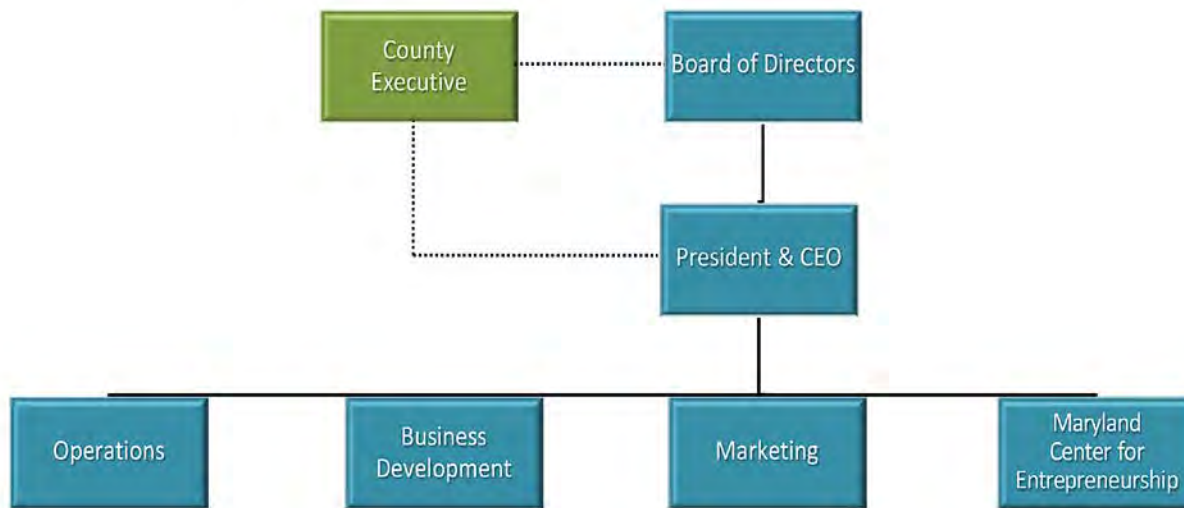 County
Executive
Board of Directors
President & CEO
Operations
Business
Development
Marketing
Maryland
Center for
Entrepreneurship